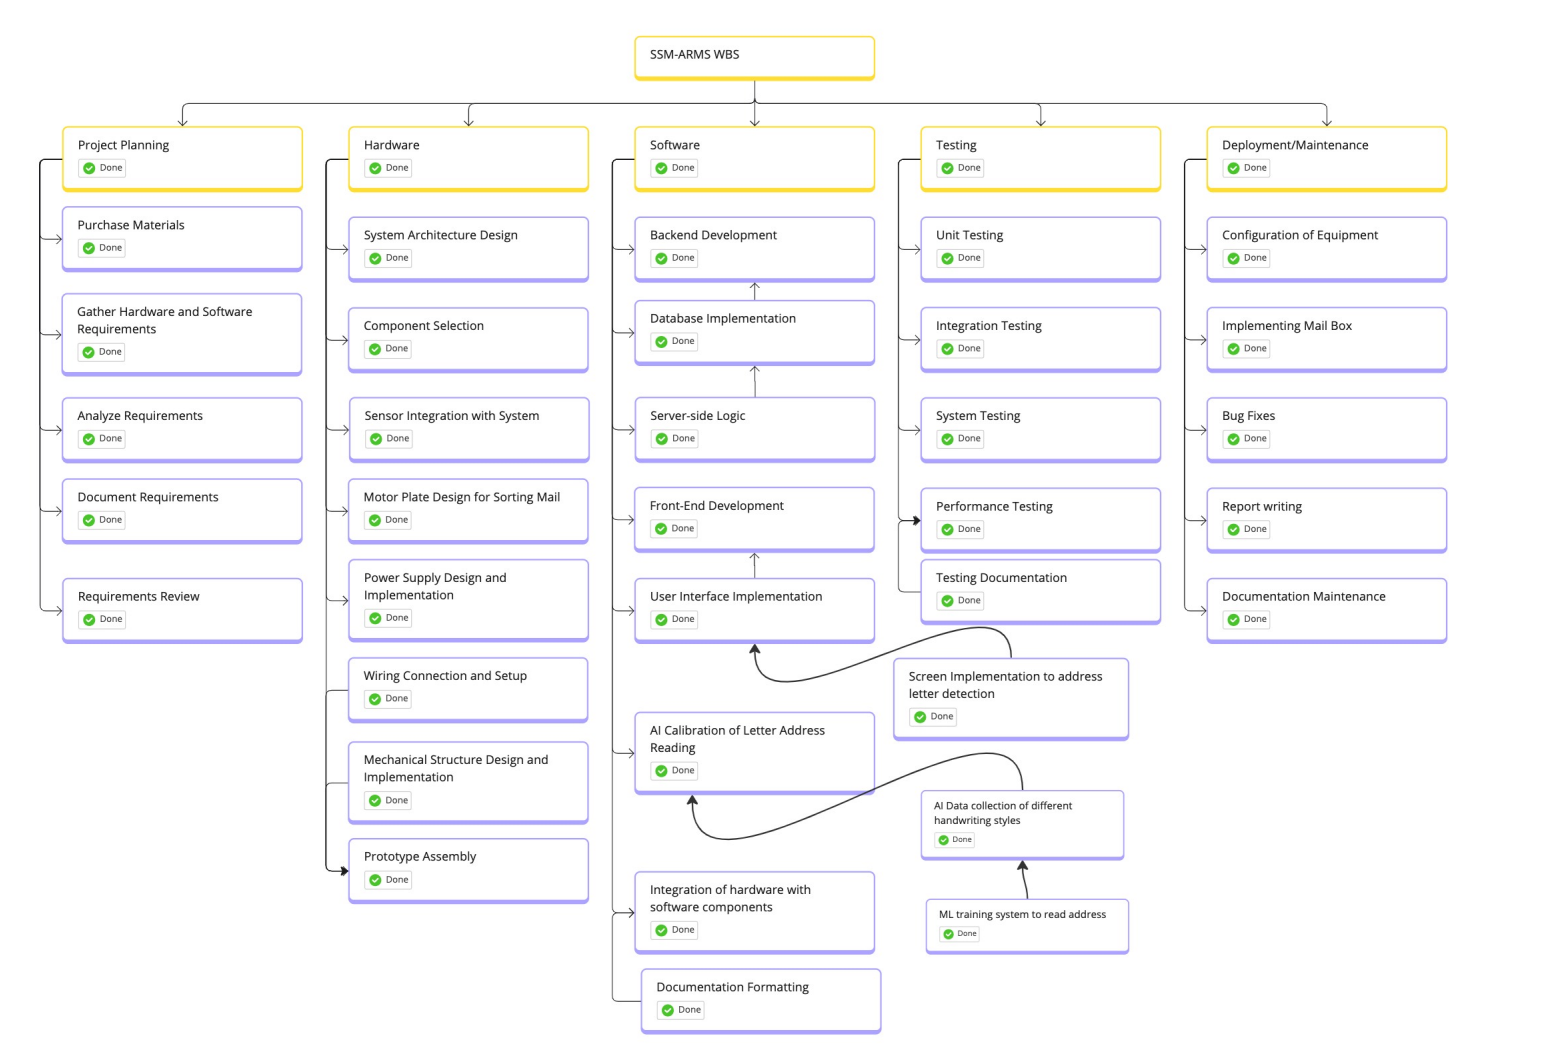 SSM-ARMS WBS
Project Planning
Done
Purchase Materials
Done
Gather Hardware and Software
Requirements
Done
Analyze Requirements
Done
Document Requirements
Done
Requirements Review
Done
Hardware
Done
System Architecture Design
Done
Component Selection
Done
Sensor Integration with System
Done
Motor Plate Design for Sorting Mail
Done
Power Supply Design and
Implementation
Done
Wiring Connection and Setup
Done
Mechanical Structure Design and
Implementation
Done
Prototype Assembly
Done
Software
Done
Backend Development
Done
Database Implementation
Done
Server-side Logic
Done
Front-End Development
Done
User Interface Implementation
Done
AI Calibration of Letter Address
Reading
Done
Integration of hardware with
software components
Done
Documentation Formatting
Done
Testing
Done
Unit Testing
Done
Integration Testing
Done
System Testing
Done
Performance Testing
Done
Testing Documentation
Done
Screen Implementation to address
letter detection
Done
AI Data collection of different
handwriting styles
Done
ML training system to read address
Done
Deployment/Maintenance
Done
Configuration of Equipment
Done
Implementing Mail Box
Done
Bug Fixes
Done
Report writing
Done
Documentation Maintenance
Done